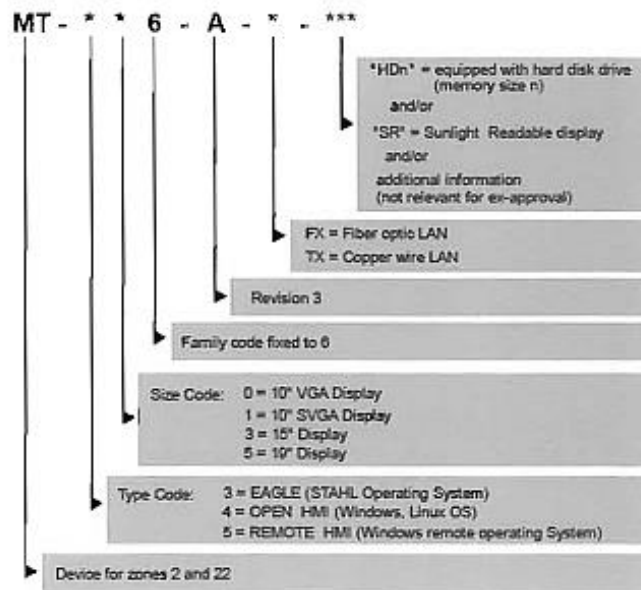 MT - * * 6 - A - * - ***
"HDn" = equipped with hard disk drive
(memory size n)
and/or
"SR" = Sunlight Readable display
and/or
additional information
(not relevant for ex-approval)
FX = Fiber optic LAN
TX = Copper wire LAN
Revision 3
Family code fixed to 6
Size Code: 0 = 10" VGA Display
1 = 10" SVGA Display
3 = 15" Display
5 = 19" Display
Type Code: 3 = EAGLE (STAHL Operating System)
4 = OPEN HMI (Windows, Linux OS)
5 = REMOTE HMI (Windows remote operating System)
Device for zones 2 and 22